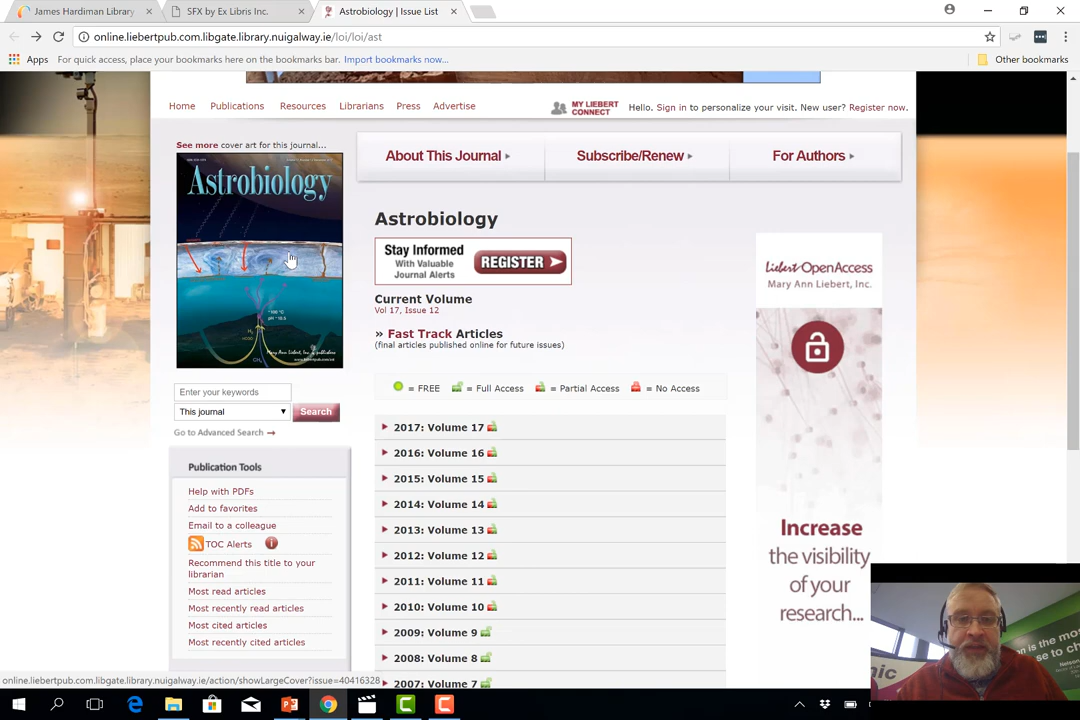 James Hardiman Library
SFX by Ex Libris Inc.
Astrobiology | Issue List
online.liebertpub.com.libgate.library.nuigalway.ie/loi/loi/ast
Apps
For quick access, place your bookmarks here on the bookmarks bar.
Import bookmarks now...
Other bookmarks
Home
Publications
Resources
Librarians
Press
Advertise
MY LIEBERT
CONNECT
Hello. Sign in to personalize your visit. New user? Register now.
See more cover art for this journal...
About This Journal
Subscribe/Renew
For Authors
Astrobiology
Mary Ann Liebert, Inc. publishers
Astrobiology
Stay Informed
With Valuable
Journal Alerts
REGISTER
Current Volume
Vol 17, Issue 12
» Fast Track Articles
(final articles published online for future issues)
= FREE
= Full Access
= Partial Access
= No Access
2017: Volume 17
2016: Volume 16
2015: Volume 15
2014: Volume 14
2013: Volume 13
2012: Volume 12
2011: Volume 11
2010: Volume 10
2009: Volume 9
2008: Volume 8
2007: Volume 7
Enter your keywords
This journal
Search
Go to Advanced Search →
Publication Tools
Help with PDFs
Add to favorites
Email to a colleague
TOC Alerts
i
Recommend this title to your
librarian
Most read articles
Most recently read articles
Most cited articles
Most recently cited articles
Liebert Open Access
Mary Ann Liebert, Inc.
Increase
the visibility
of your
research...
online.liebertpub.com.libgate.library.nuigalway.ie/action/showLargeCover?issue=40416328